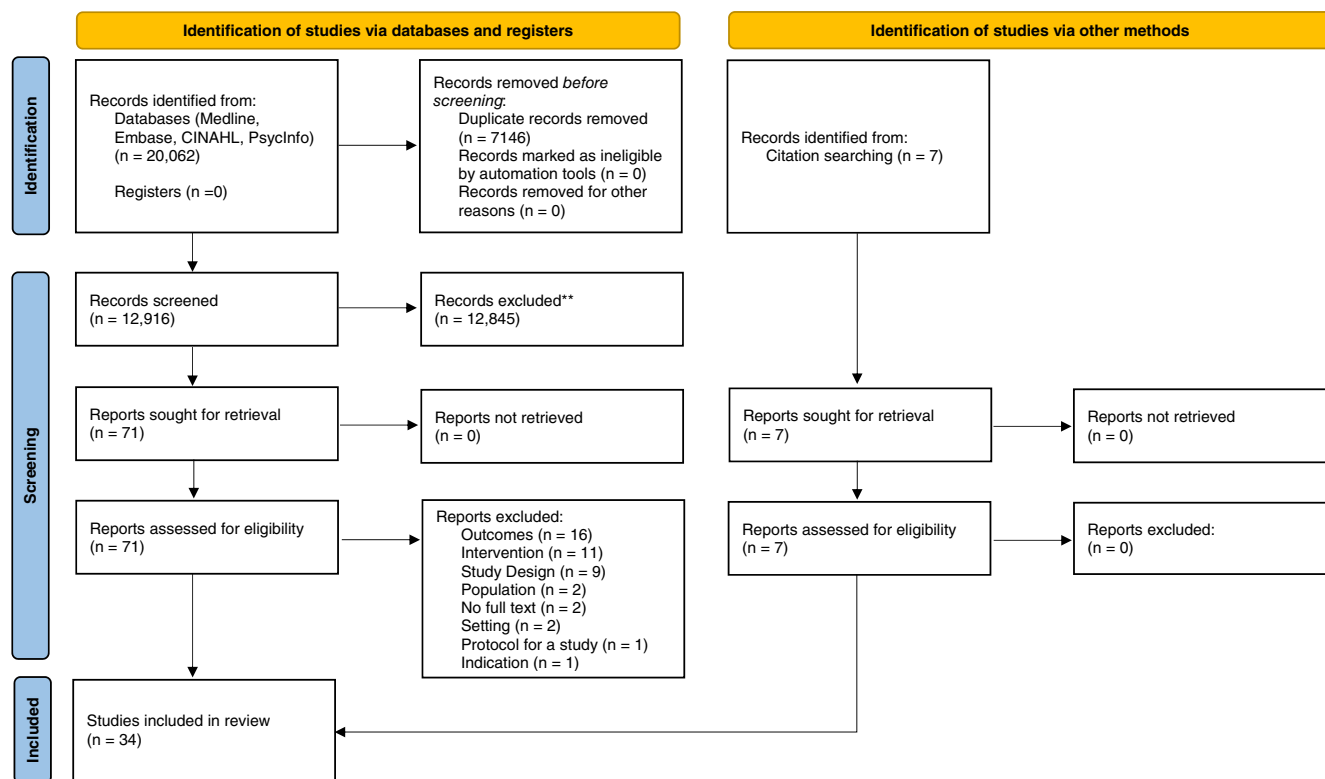 Identification of studies via databases and registers
Identification of studies via other methods
Identification
Records identified from:
Databases (Medline,
Embase, CINAHL, PsycInfo)
(n = 20,062)
Registers (n =0)
Records removed before
screening:
Duplicate records removed
(n = 7146)
Records marked as ineligible
by automation tools (n = 0)
Records removed for other
reasons (n = 0)
Records identified from:
Citation searching (n = 7)
Screening
Records screened
(n = 12,916)
Records excluded**
(n = 12,845)
Reports sought for retrieval
(n = 71)
Reports not retrieved
(n = 0)
Reports sought for retrieval
(n = 7)
Reports not retrieved
(n = 0)
Reports assessed for eligibility
(n = 71)
Reports excluded:
Outcomes (n = 16)
Intervention (n = 11)
Study Design (n = 9)
Population (n = 2)
No full text (n = 2)
Setting (n = 2)
Protocol for a study (n = 1)
Indication (n = 1)
Reports assessed for eligibility
(n = 7)
Reports excluded:
(n = 0)
Included
Studies included in review
(n = 34)